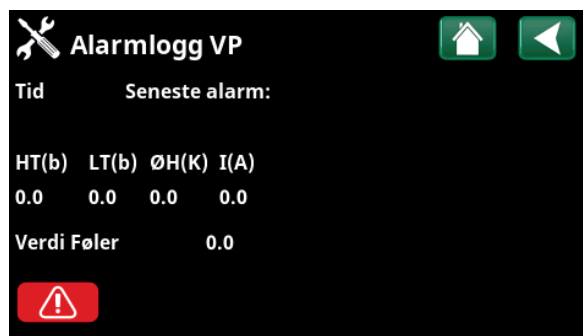 Alarmlogg VP
Tid Seneste alarm:
HT(b) LT(b) ØH(K) I(A)
0.0 0.0 0.0 0.0
Verdi Føler 0.0